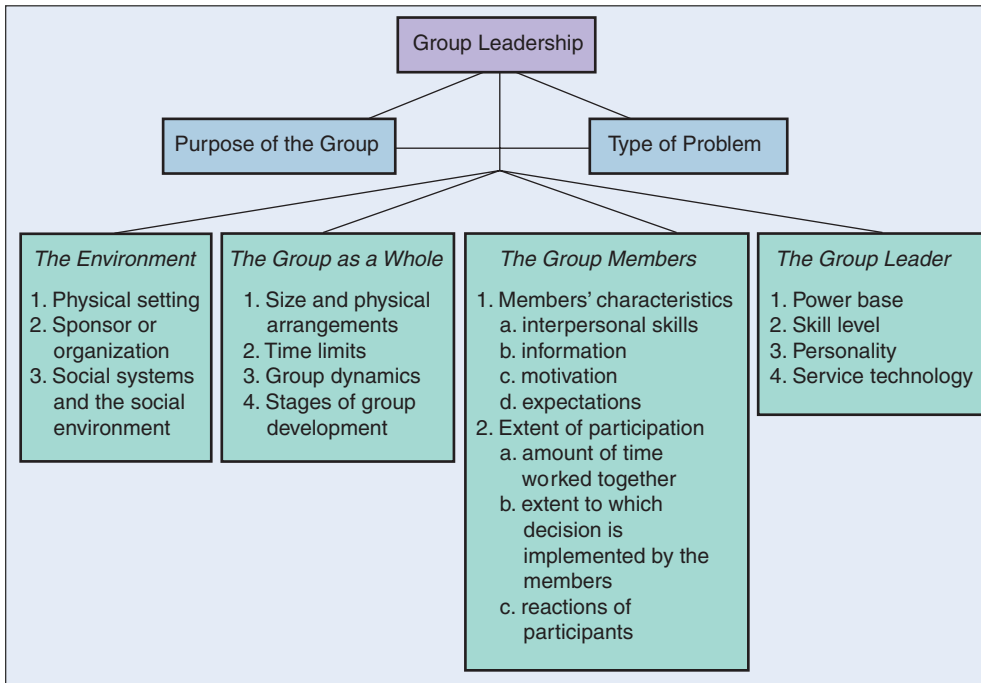 Group Leadership
Purpose of the Group
Type of Problem
The Environment
1. Physical setting
2. Sponsor or
organization
3. Social systems
and the social
environment
The Group as a Whole
1. Size and physical
arrangements
2. Time limits
3. Group dynamics
4. Stages of group
development
The Group Members
1. Members’ characteristics
a. interpersonal skills
b. information
c. motivation
d. expectations
2. Extent of participation
a. amount of time
worked together
b. extent to which
decision is
implemented by the
members
c. reactions of
participants
The Group Leader
1. Power base
2. Skill level
3. Personality
4. Service technology